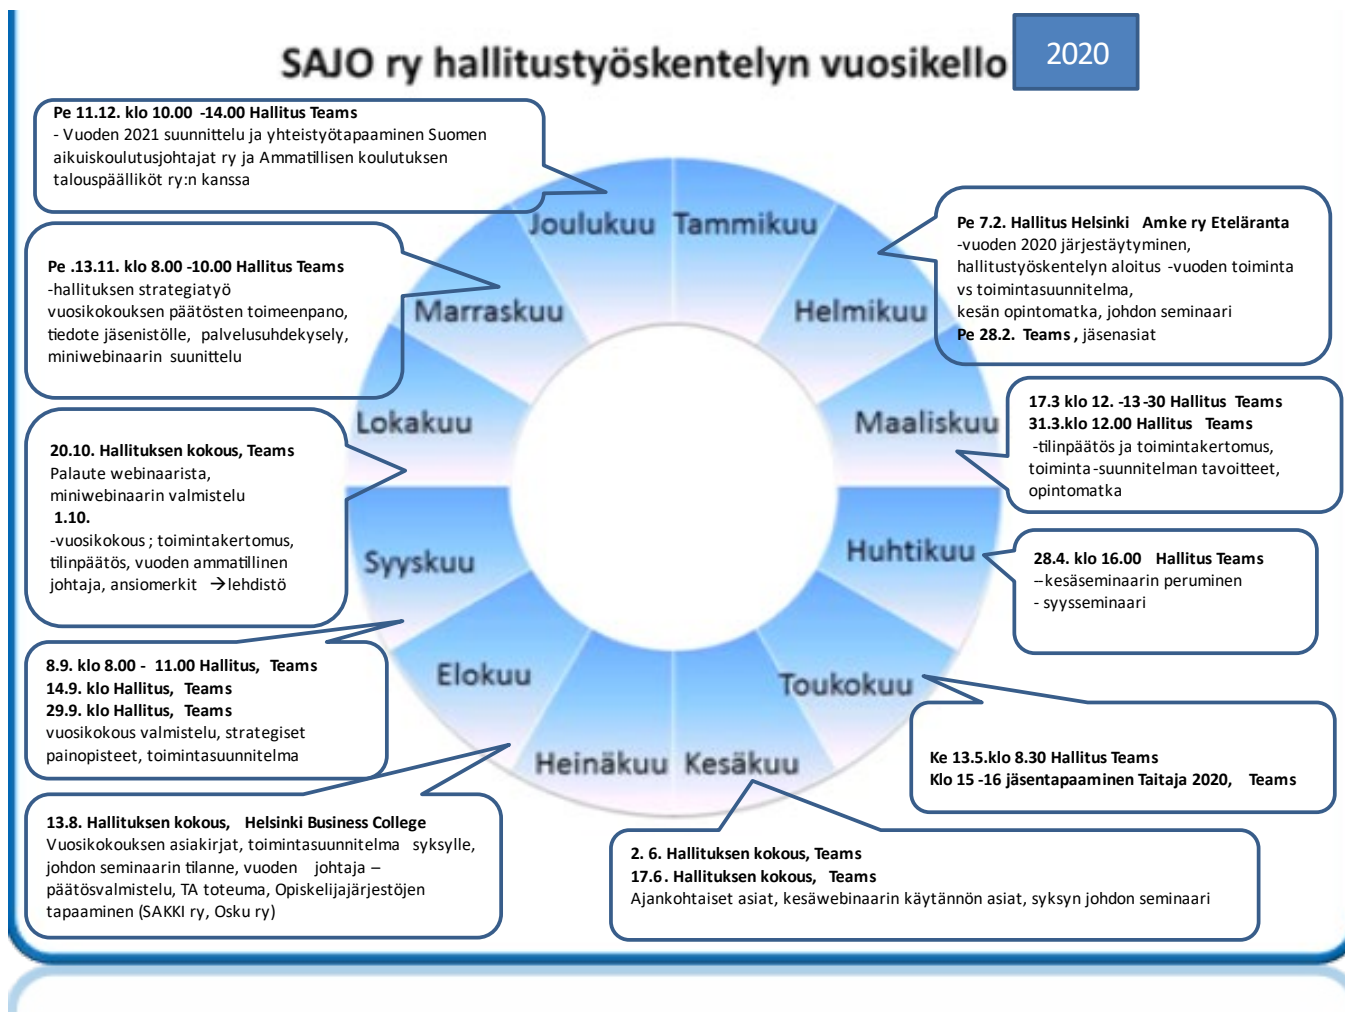 SAJO ry hallitustyöskentelyn vuosikello
2020
Pe 11.12. klo 10.00 -14.00 Hallitus Teams
- Vuoden 2021 suunnittelu ja yhteistyötapaaminen Suomen
aikuiskoulutusjohtajat ry ja Ammatillisen koulutuksen
talouspäälliköt ry:n kanssa
Joulukuu
Tammikuu
Pe 7.2. Hallitus Helsinki Amke ry Eteläranta
-vuoden 2020 järjestäytyminen,
hallitustyöskentelyn aloitus -vuoden toiminta
vs toimintasuunnitelma,
kesän opintomatka, johdon seminaari
Pe 28.2. Teams , jäsenasiat
Pe .13.11. klo 8.00 -10.00 Hallitus Teams
-hallituksen strategiatyö
vuosikokouksen päätösten toimeenpano,
tiedote jäsenistölle, palvelusuhdekysely,
miniwebinaarin suunittelu
Marraskuu
Helmikuu
17.3 klo 12. -13-30 Hallitus Teams
31.3.klo 12.00 Hallitus Teams
-tilinpäätös ja toimintakertomus,
toiminta-suunnitelman tavoitteet,
opintomatka
Lokakuu
Maaliskuu
20.10. Hallituksen kokous, Teams
Palaute webinaarista,
miniwebinaarin valmistelu
1.10.
-vuosikokous ; toimintakertomus,
tilinpäätös, vuoden ammatillinen
johtaja, ansiomerkit → lehdistö
Syyskuu
Huhtikuu
28.4. klo 16.00 Hallitus Teams
–kesäseminaarin peruminen
- syysseminaari
8.9. klo 8.00 - 11.00 Hallitus, Teams
14.9. klo Hallitus, Teams
29.9. klo Hallitus, Teams
vuosikokous valmistelu, strategiset
painopisteet, toimintasuunnitelma
Elokuu
Toukokuu
Ke 13.5.klo 8.30 Hallitus Teams
Klo 15 -16 jäsentapaaminen Taitaja 2020, Teams
Heinäkuu
Kesäkuu
13.8. Hallituksen kokous, Helsinki Business College
Vuosikokouksen asiakirjat, toimintasuunnitelma syksylle,
johdon seminaarin tilanne, vuoden johtaja –
päätösvalmistelu, TA toteuma, Opiskelijajärjestöjen
tapaaminen (SAKKI ry, Osku ry)
2. 6. Hallituksen kokous, Teams
17.6. Hallituksen kokous, Teams
Ajankohtaiset asiat, kesäwebinaarin käytännön asiat, syksyn johdon seminaari